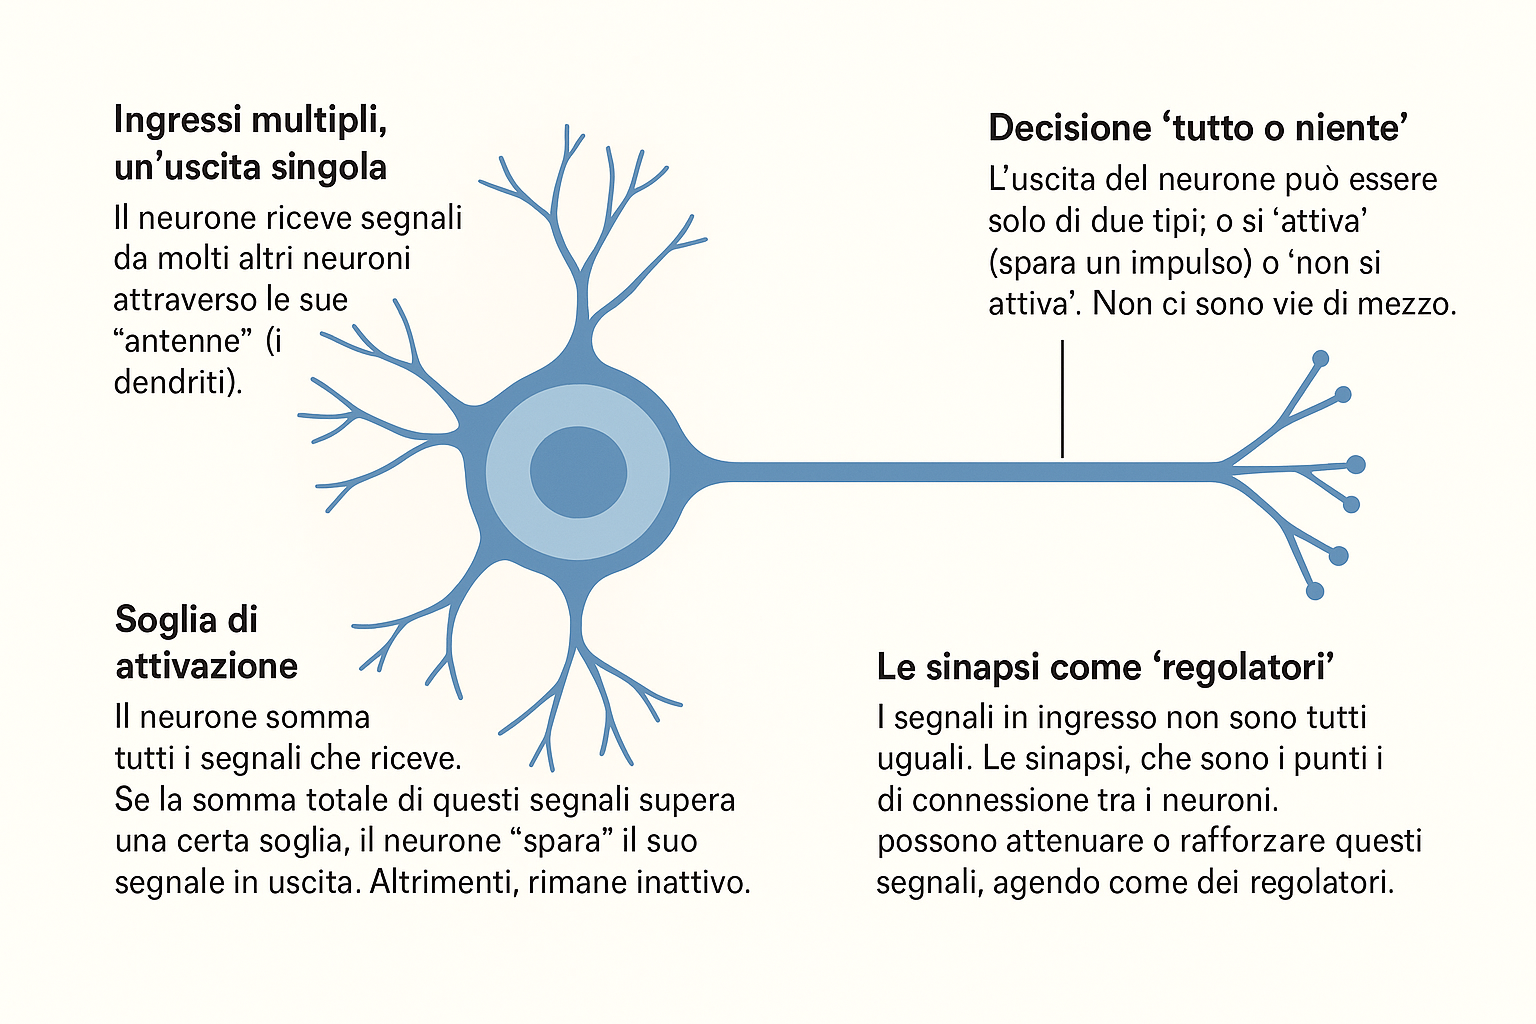 Ingressi multipli,
un’uscita singola
Il neurone riceve segnali
da molti altri neuroni
attraverso le sue
“antenne” (i
dendriti).
Decisione ‘tutto o niente’
L’uscita del neurone può essere
solo di due tipi; o si ‘attiva’
(spara un impulso) o ‘non si
attiva’. Non ci sono vie di mezzo.
Soglia di
attivazione
Il neurone somma
tutti i segnali che riceve.
Se la somma totale di questi segnali supera
una certa soglia, il neurone “spara” il suo
segnale in uscita. Altrimenti, rimane inattivo.
Le sinapsi come ‘regolatori’
I segnali in ingresso non sono tutti
uguali. Le sinapsi, che sono i punti i
di connessione tra i neuroni.
possono attenuare o rafforzare questi
segnali, agendo come dei regolatori.